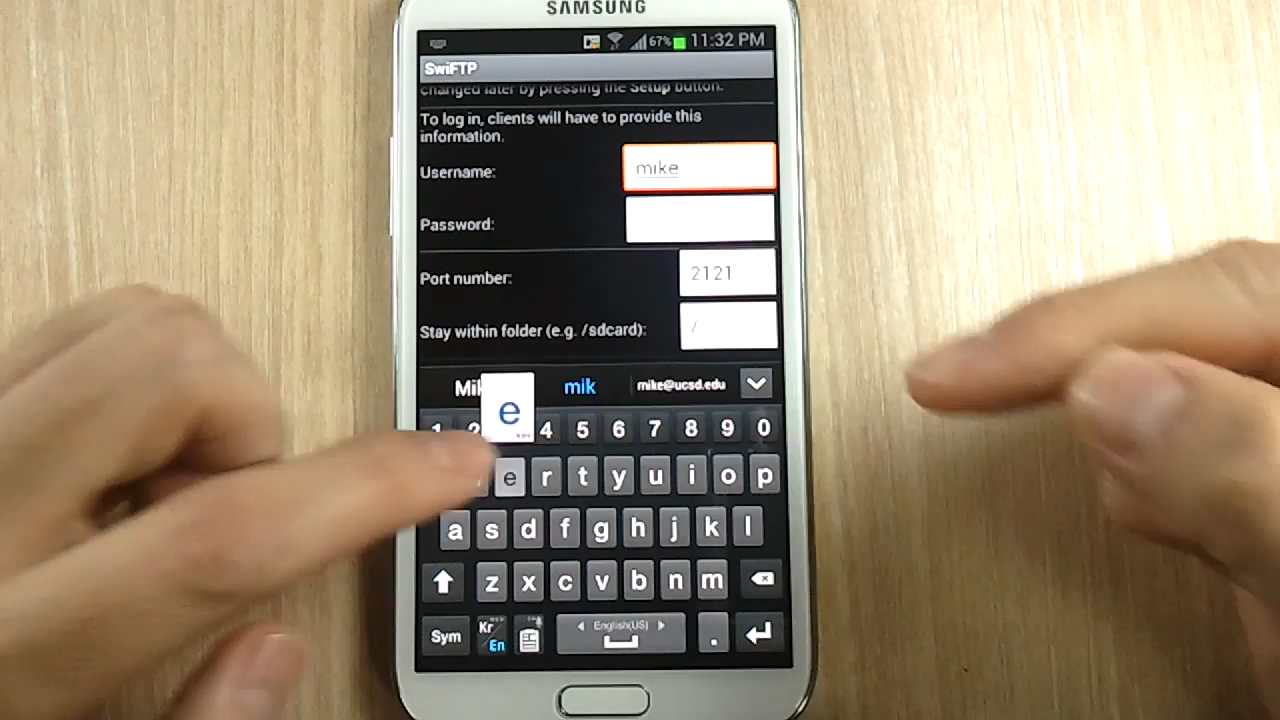 SAMSUNG
67% 11:32 PM
SwiFTP
changed later by pressing the Setup button.
To log in, clients will have to provide this
information.
Username: mike
Password:
Port number: 2121
Stay within folder (e.g. /sdcard): /
mik mike@ucsd.edu
e
1 2 4 5 6 7 8 9 0
e r t y u i o p
a s d f g h j k l
z x c v b n m
Sym Kr En English(US) .